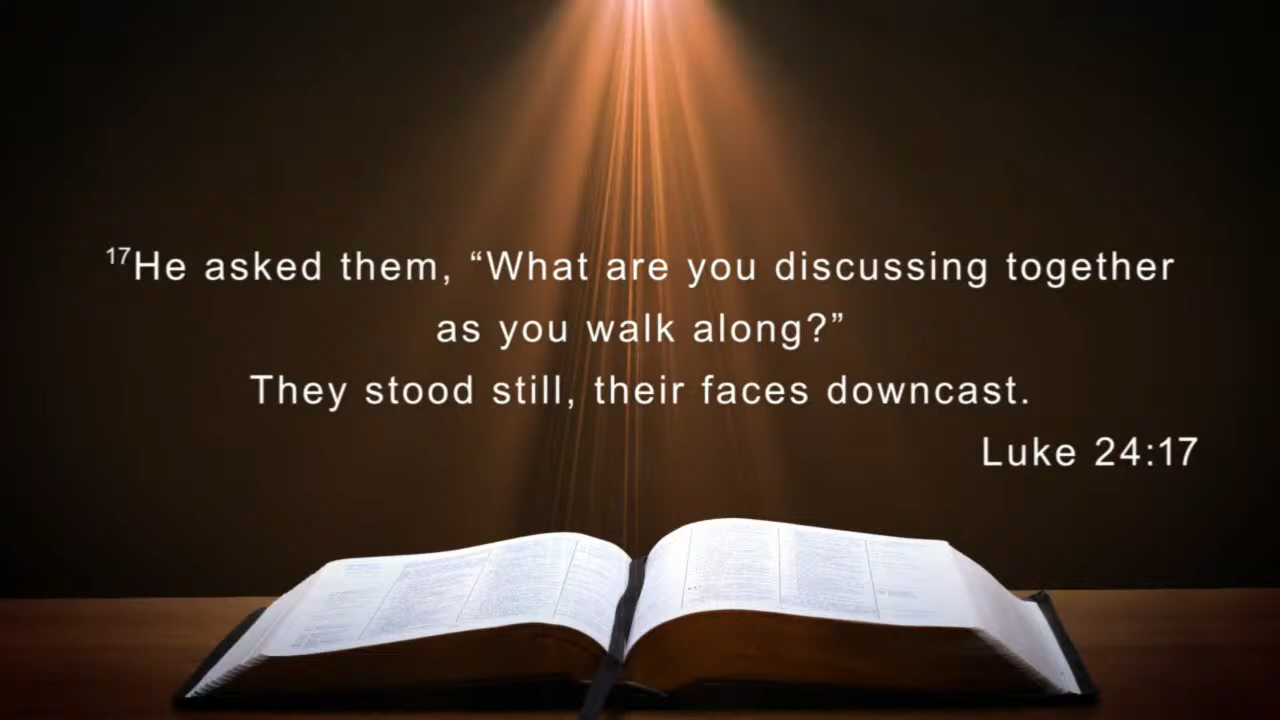 ¹⁷He asked them, “What are you discussing together
as you walk along?”
They stood still, their faces downcast.
Luke 24:17